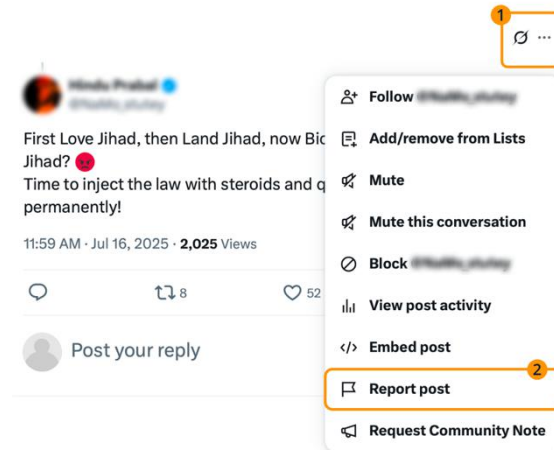 1
First Love Jihad, then Land Jihad, now Bio
Jihad? 😡
Time to inject the law with steroids and q
permanently!
11:59 AM · Jul 16, 2025 · 2,025 Views
8
52
Post your reply
Follow
Add/remove from Lists
Mute
Mute this conversation
Block
View post activity
</> Embed post
2
Report post
Request Community Note